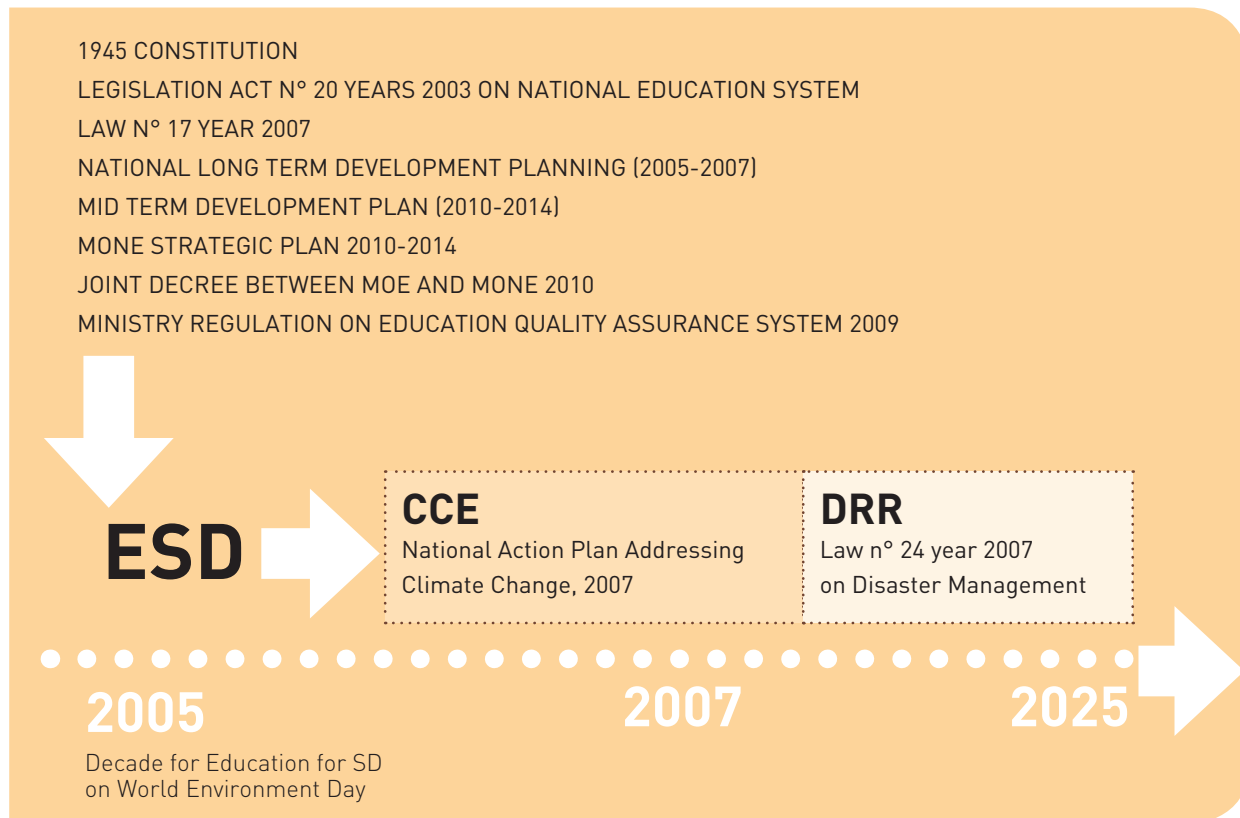 1945 CONSTITUTION
LEGISLATION ACT N° 20 YEARS 2003 ON NATIONAL EDUCATION SYSTEM
LAW N° 17 YEAR 2007
NATIONAL LONG TERM DEVELOPMENT PLANNING (2005-2007)
MID TERM DEVELOPMENT PLAN (2010-2014)
MONE STRATEGIC PLAN 2010-2014
JOINT DECREE BETWEEN MOE AND MONE 2010
MINISTRY REGULATION ON EDUCATION QUALITY ASSURANCE SYSTEM 2009
ESD
CCE
National Action Plan Addressing
Climate Change, 2007
DRR
Law n° 24 year 2007
on Disaster Management
2005
Decade for Education for SD
on World Environment Day
2007
2025